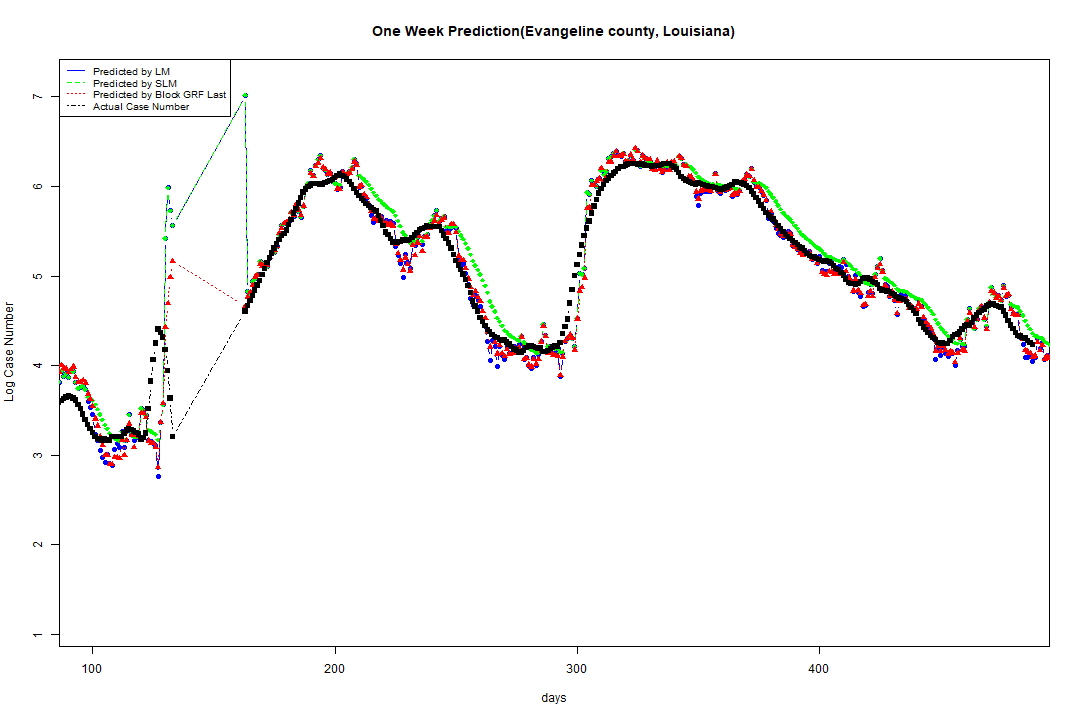 One Week Prediction(Evangeline county, Louisiana)
Predicted by LM
Predicted by SLM
Predicted by Block GRF Last
Actual Case Number
7
6
5
4
3
2
1
Log Case Number
100 200 300 400
days